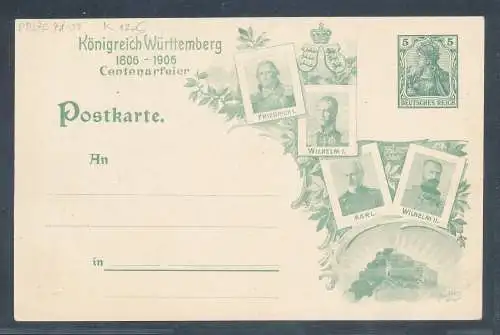 Königreich Württemberg
1806 - 1906
Centenarfeier
5 5
DEUTSCHES REICH
Postkarte.
FRIEDRICH I.
WILHELM I.
An
KARL
WILHELM II.
in